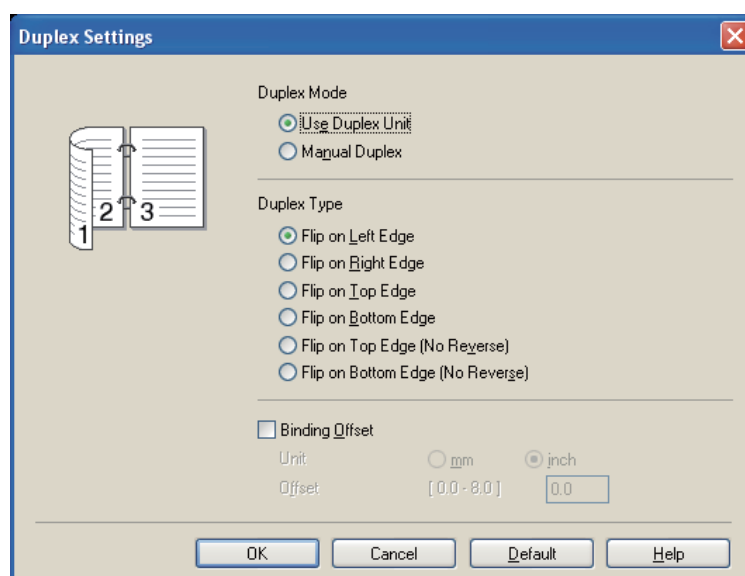 Duplex Settings
Duplex Mode
Use Duplex Unit
Manual Duplex
1 2 3
Duplex Type
Flip on Left Edge
Flip on Right Edge
Flip on Top Edge
Flip on Bottom Edge
Flip on Top Edge (No Reverse)
Flip on Bottom Edge (No Reverse)
Binding Offset
Unit mm inch
Offset [ 0.0 - 8.0 ] 0.0
OK Cancel Default Help